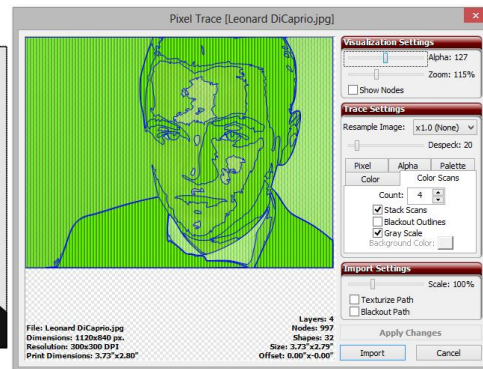 Pixel Trace [Leonard DiCaprio.jpg]
x
Visualization Settings
Alpha: 127
Zoom: 115%
Show Nodes
Trace Settings
Resample Image: x1.0 (None)
Despeck: 20
Pixel Alpha Palette
Color Color Scans
Count: 4
Stack Scans
Blackout Outlines
Gray Scale
Background Color:
Import Settings
Scale: 100%
Texturize Path
Blackout Path
Apply Changes
Import Cancel
File: Leonard DiCaprio.jpg
Dimensions: 1120x840 px.
Resolution: 300x300 DPI
Print Dimensions: 3.73"x2.80"
Layers: 4
Nodes: 997
Shapes: 32
Size: 3.73"x2.79"
Offset: 0.00"x-0.00"